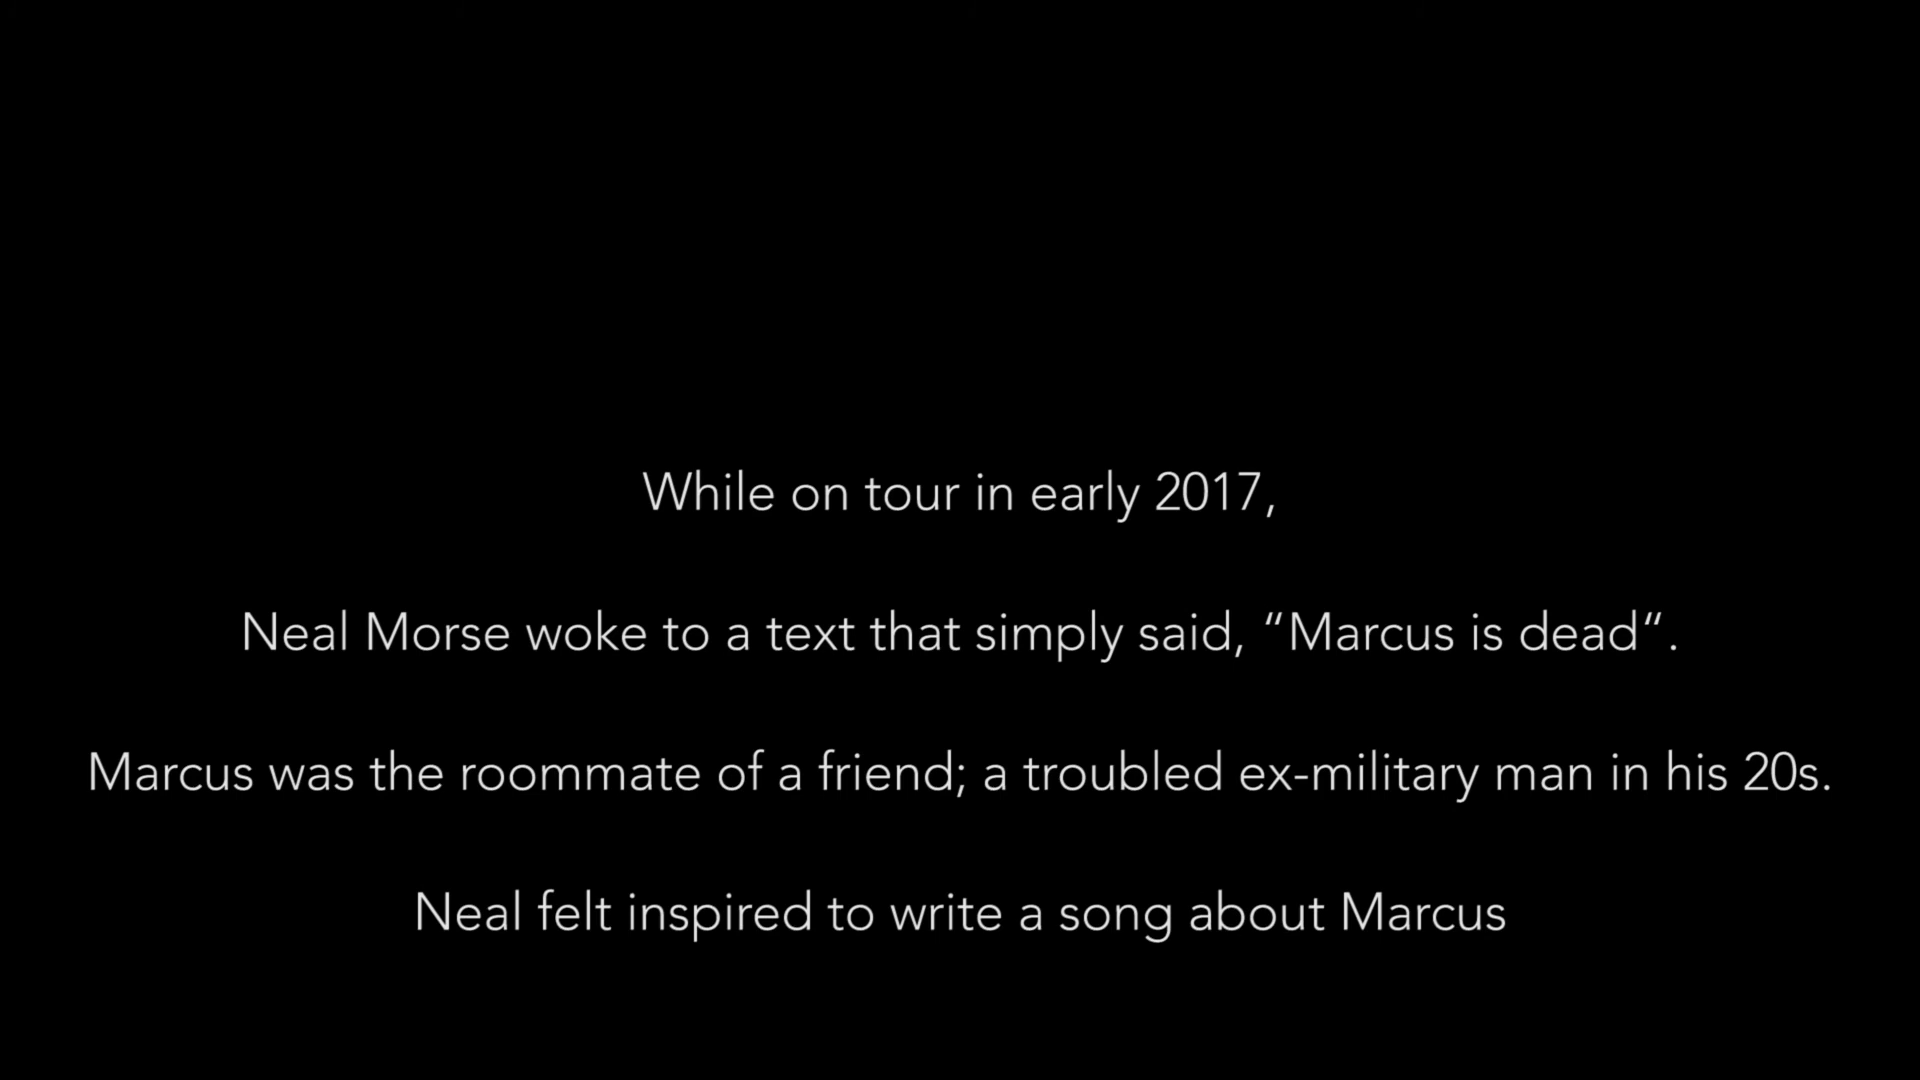 While on tour in early 2017,
Neal Morse woke to a text that simply said, “Marcus is dead“.
Marcus was the roommate of a friend; a troubled ex-military man in his 20s.
Neal felt inspired to write a song about Marcus